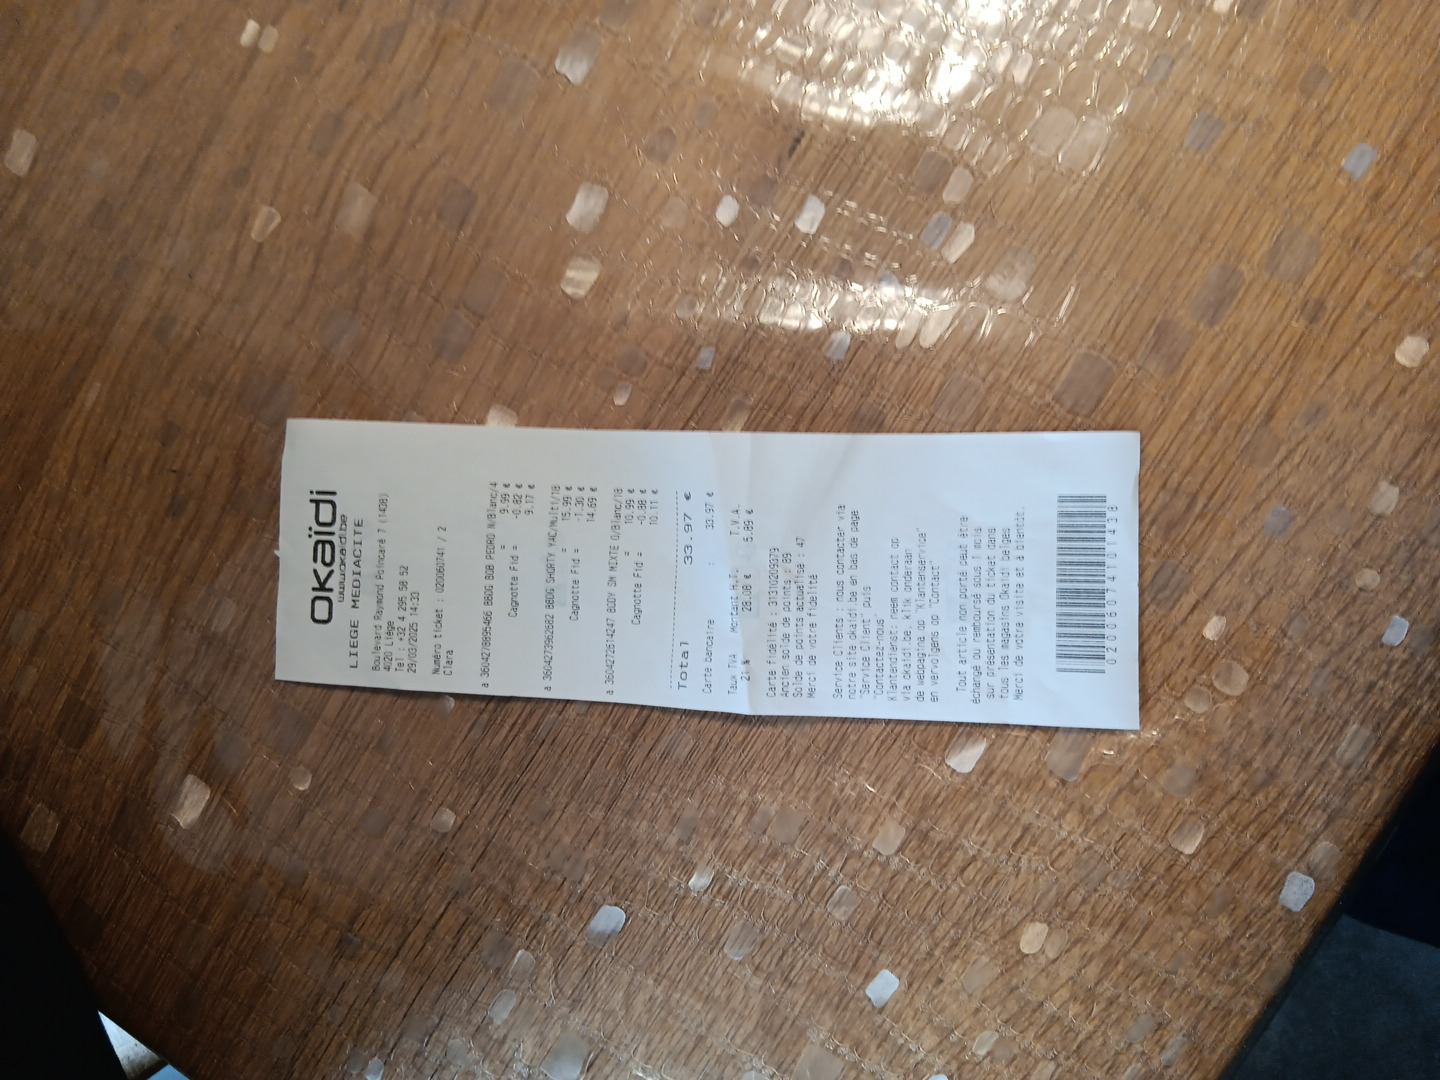 okaïdi
www.okaidi.be
LIEGE MEDIACITE
Boulevard Raymond Poincaré 7 (1408)
4020 Liège
Tel : +32 4 295 58 52
29/03/2025 14:33
Numéro ticket : 020060741 / 2
Clara
a 3604278895466 BBDG BOB PEDRO N/Blanc/4
= 9.99 €
Cagnotte Fid = -0.82 €
9.17 €
a 3604273962882 BBDG SHORTY YAC/Multi/18
= 15.99 €
Cagnotte Fid = -1.30 €
14.69 €
a 3604272614247 BODY SM MIXTE O/Blanc/18
= 10.99 €
Cagnotte Fid = -0.88 €
10.11 €
Total 33.97 €
Carte bancaire : 33.97 €
Taux TVA Montant H.T. T.V.A.
21 % 28.08 € 5.89 €
Carte fidélité : 31310209379
Ancien solde de points : 89
Solde de points actualisé : 47
Merci de votre fidélité
Service Clients : nous contacter via
notre site okaidi.be en bas de page
"Service Client" puis
"Contactez-nous"
Klantendienst: neem contact op
via okaidi.be, klik onderaan
de webpagina op "Klantenservice"
en vervolgens op "Contact"
Tout article non porté peut être
échangé ou remboursé sous 1 mois
sur présentation du ticket dans
tous les magasins Okaïdi belges
Merci de votre visite et à bientôt.
02006074101438